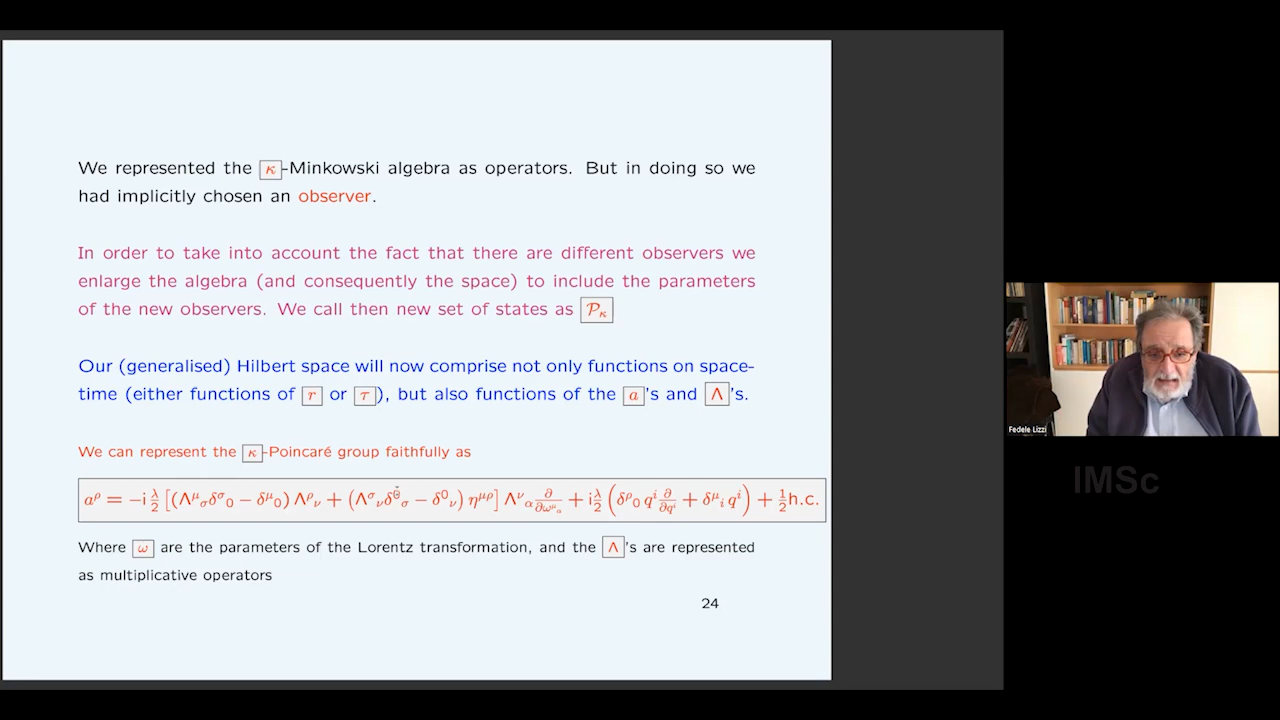 We represented the κ-Minkowski algebra as operators. But in doing so we
had implicitly chosen an observer.
In order to take into account the fact that there are different observers we
enlarge the algebra (and consequently the space) to include the parameters
of the new observers. We call then new set of states as 𝒫κ
Our (generalised) Hilbert space will now comprise not only functions on space-
time (either functions of r or τ), but also functions of the a's and Λ's.
We can represent the κ-Poincaré group faithfully as
a^ρ = −i λ/2 [(Λ^μ_σ δ^σ_0 − δ^μ_0) Λ^ρ_ν + (Λ^σ_ν δ^0_σ − δ^0_ν) η^{μρ}] Λ^ν_α ∂/∂ω^μ_α + i λ/2 (δ^ρ_0 q^i ∂/∂q^i + δ^μ_i q^i) + 1/2 h.c.
Where ω are the parameters of the Lorentz transformation, and the Λ's are represented
as multiplicative operators
24
Fedele Lizzi
IMSc